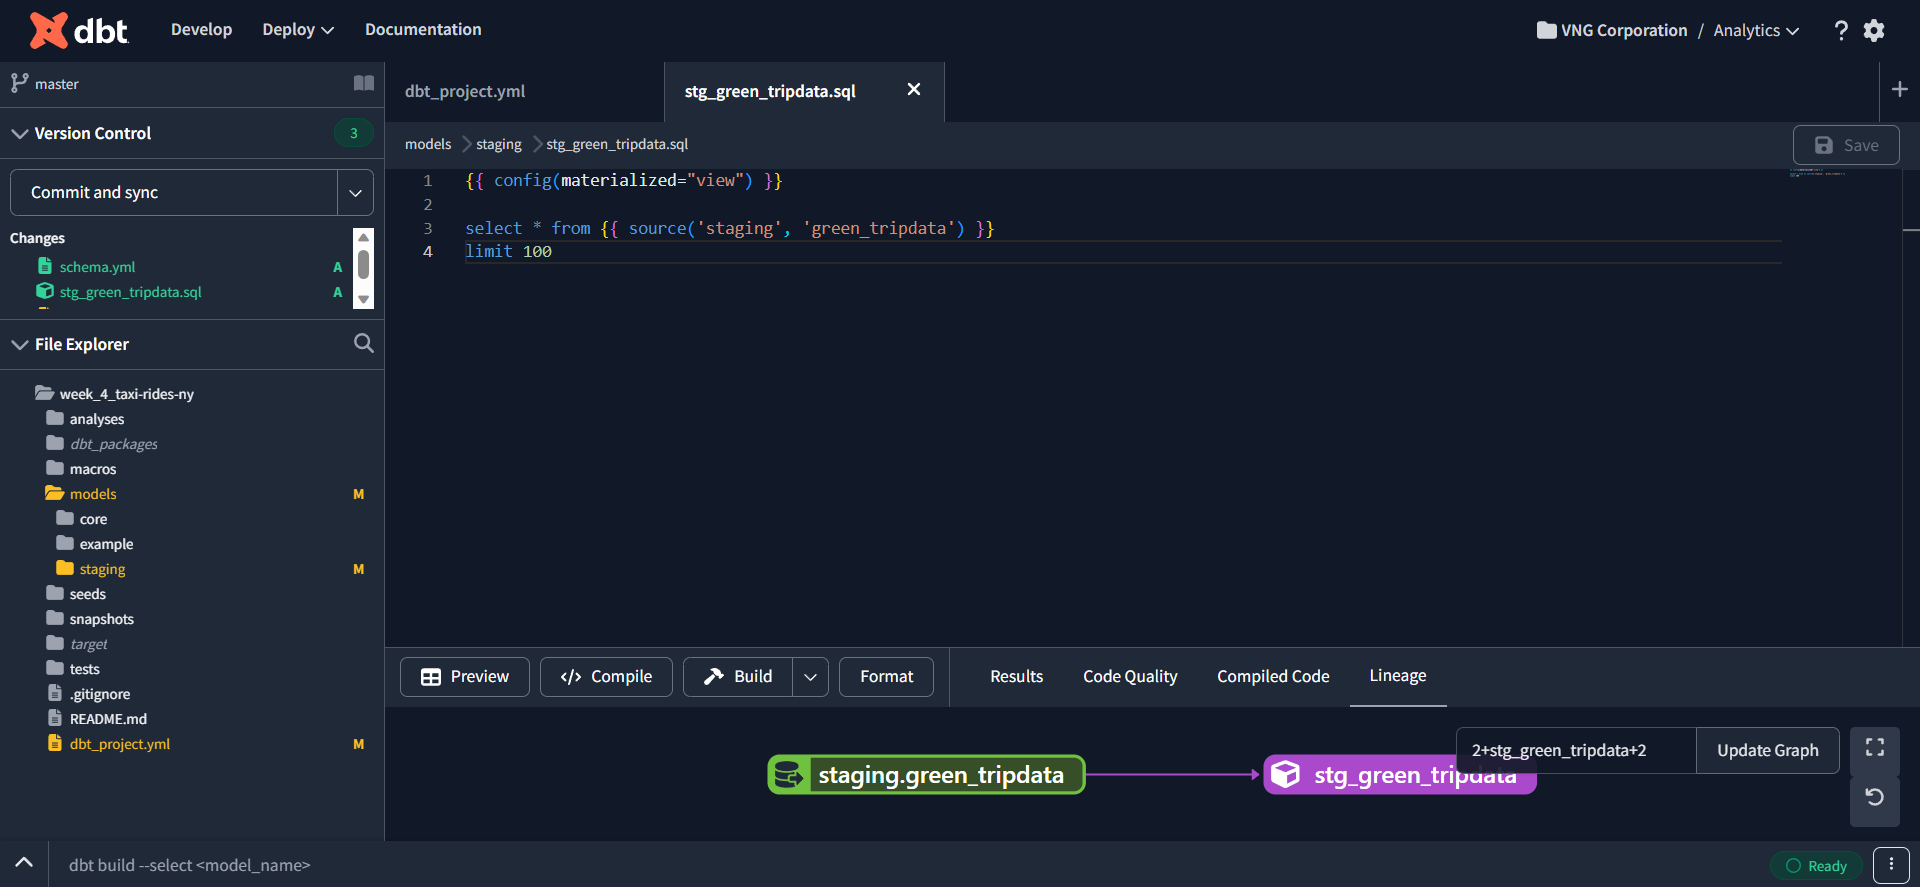 dbt
Develop
Deploy
Documentation
VNG Corporation / Analytics
?
master
Version Control
3
Commit and sync
Changes
schema.yml A
stg_green_tripdata.sql A
File Explorer
week_4_taxi-rides-ny
analyses
dbt_packages
macros
models M
core
example
staging M
seeds
snapshots
target
tests
.gitignore
README.md
dbt_project.yml M
dbt_project.yml
stg_green_tripdata.sql
models
staging
stg_green_tripdata.sql
Save
1 {{ config(materialized="view") }}
2
3 select * from {{ source('staging', 'green_tripdata') }}
4 limit 100
Preview
</> Compile
Build
Format
Results
Code Quality
Compiled Code
Lineage
staging.green_tripdata
stg_green_tripdata
2+stg_green_tripdata+2
Update Graph
dbt build --select <model_name>
Ready